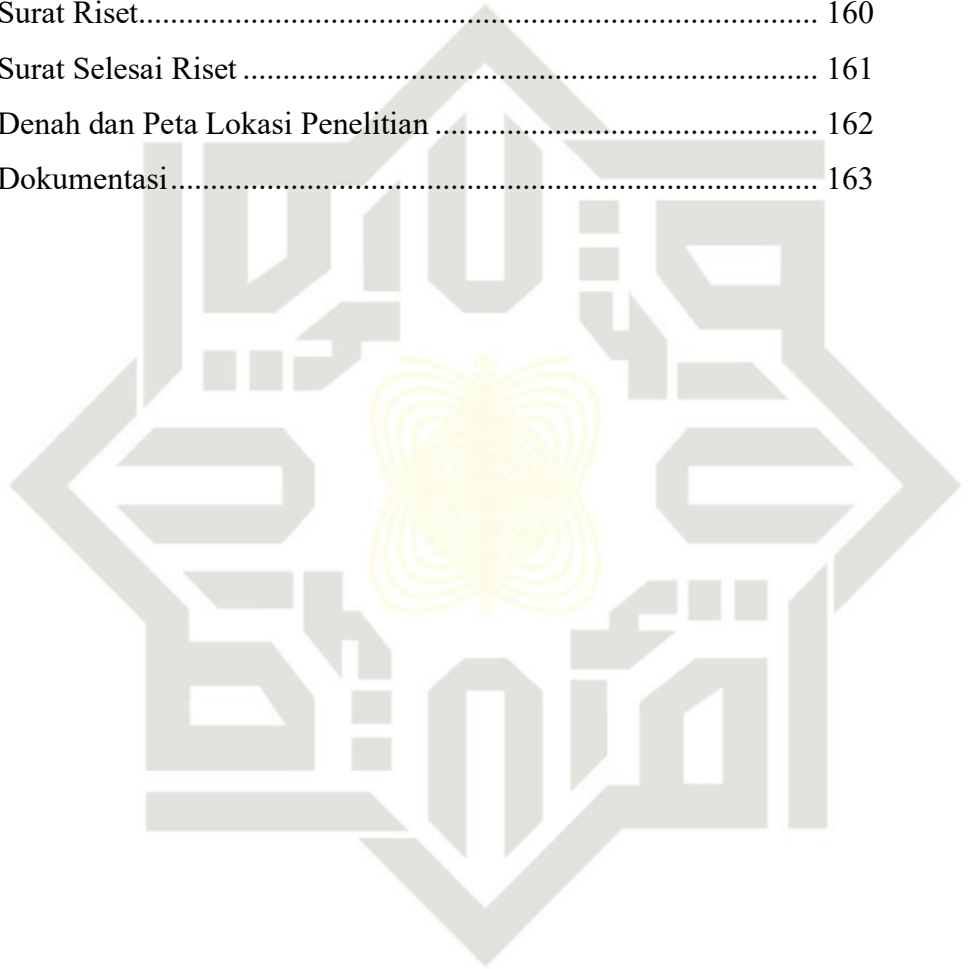 Surat Riset..................................................................................... 160
Surat Selesai Riset ........................................................................ 161
Denah dan Peta Lokasi Penelitian ................................................ 162
Dokumentasi................................................................................. 163